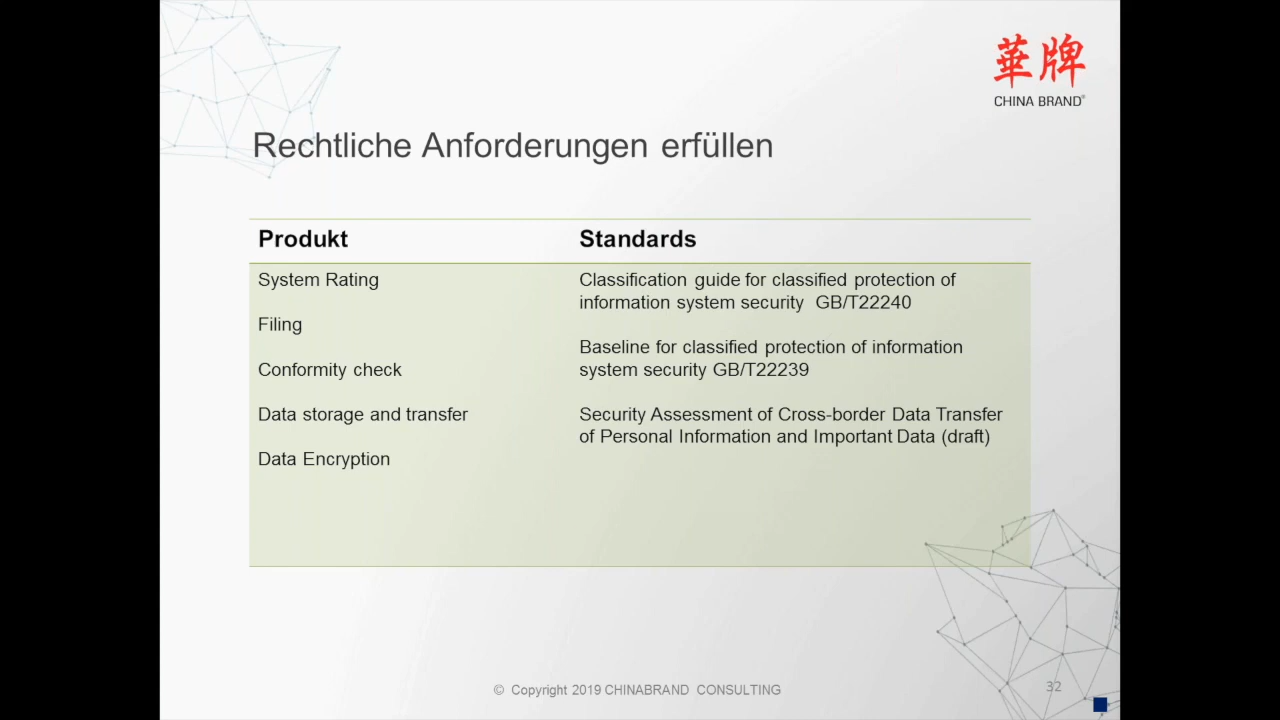 華牌
CHINA BRAND®
Rechtliche Anforderungen erfüllen
Produkt
Standards
System Rating
Filing
Conformity check
Data storage and transfer
Data Encryption
Classification guide for classified protection of
information system security GB/T22240
Baseline for classified protection of information
system security GB/T22239
Security Assessment of Cross-border Data Transfer
of Personal Information and Important Data (draft)
© Copyright 2019 CHINABRAND CONSULTING
32